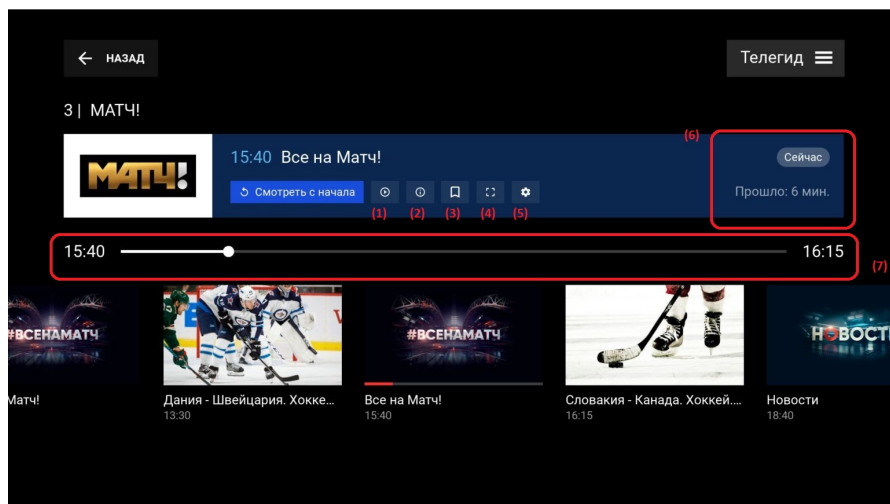 НАЗАД
Телегид
3 | МАТЧ!
(6)
МАТЧ!
15:40 Все на Матч!
Сейчас
Смотреть с начала
Прошло: 6 мин.
(1) (2) (3) (4) (5)
15:40
16:15
(7)
#ВСЕНАМАТЧ
#ВСЕНАМАТЧ
НОВОСТИ
Матч!
Дания - Швейцария. Хокке...
Все на Матч!
Словакия - Канада. Хоккей....
Новости
13:30
15:40
16:15
18:40